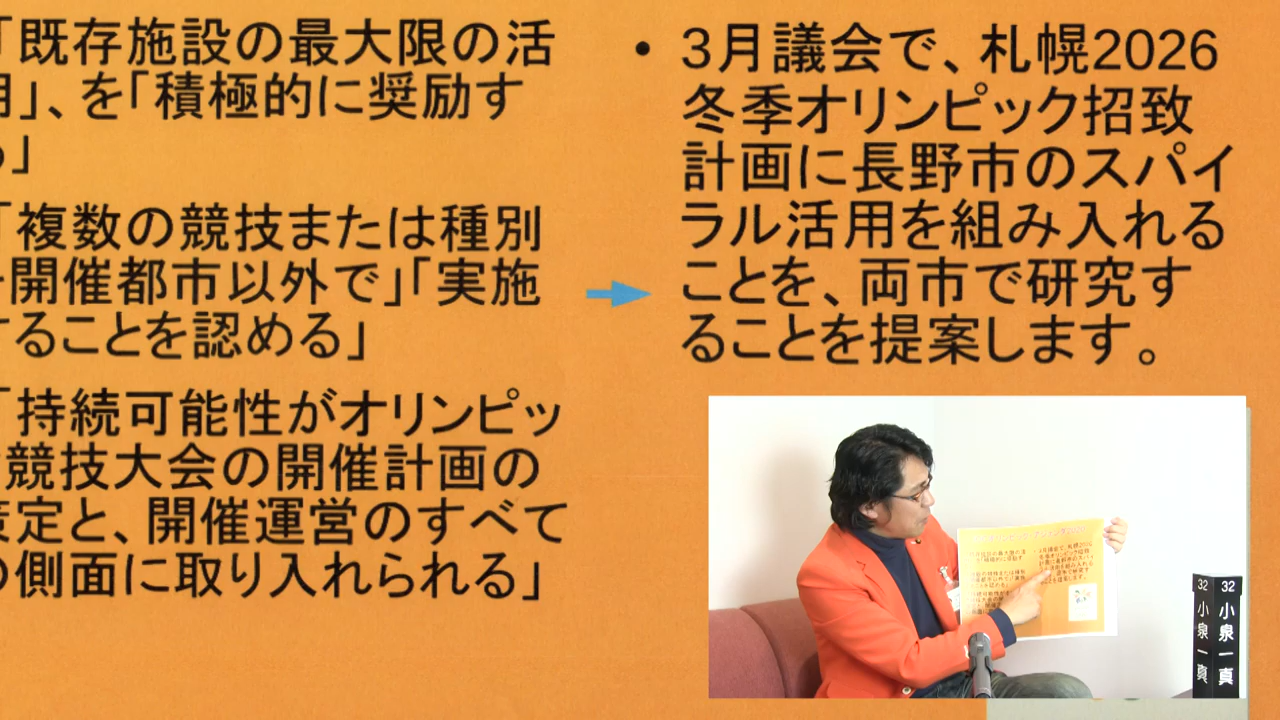 「既存施設の最大限の活
用」、を「積極的に奨励す
る」
「複数の競技または種別
開催都市以外で」「実施
することを認める」
「持続可能性がオリンピッ
競技大会の開催計画の
策定と、開催運営のすべて
の側面に取り入れられる」
• 3月議会で、札幌2026
冬季オリンピック招致
計画に長野市のスパイ
ラル活用を組み入れる
ことを、両市で研究す
ることを提案します。
32 小泉一真
32 小泉一真